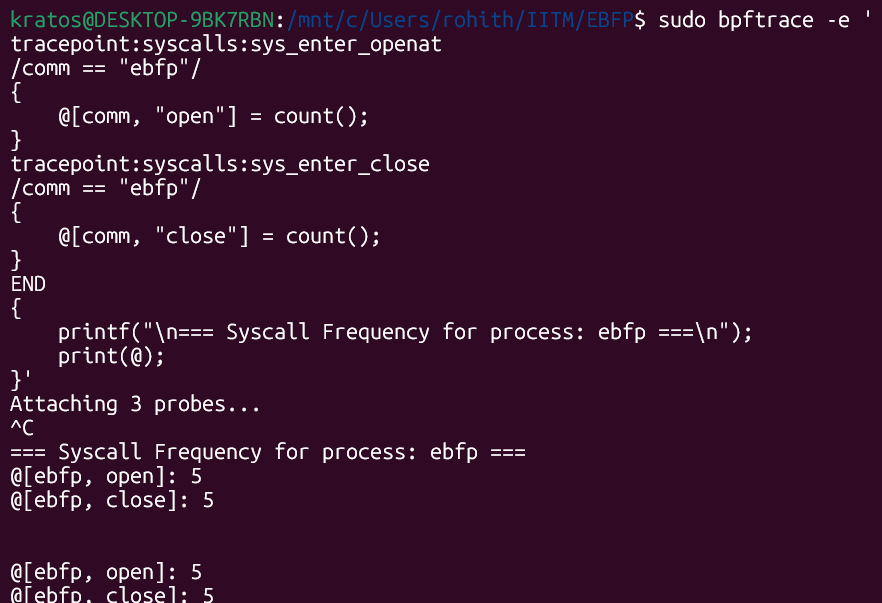 kratos@DESKTOP-9BK7RBN:/mnt/c/Users/rohith/IITM/EBFP$ sudo bpftrace -e '
tracepoint:syscalls:sys_enter_openat
/comm == "ebfp"/
{
    @[comm, "open"] = count();
}
tracepoint:syscalls:sys_enter_close
/comm == "ebfp"/
{
    @[comm, "close"] = count();
}
END
{
    printf("\n=== Syscall Frequency for process: ebfp ===\n");
    print(@);
}'
Attaching 3 probes...
^C
=== Syscall Frequency for process: ebfp ===
@[ebfp, open]: 5
@[ebfp, close]: 5
@[ebfp, open]: 5
@[ebfp, close]: 5